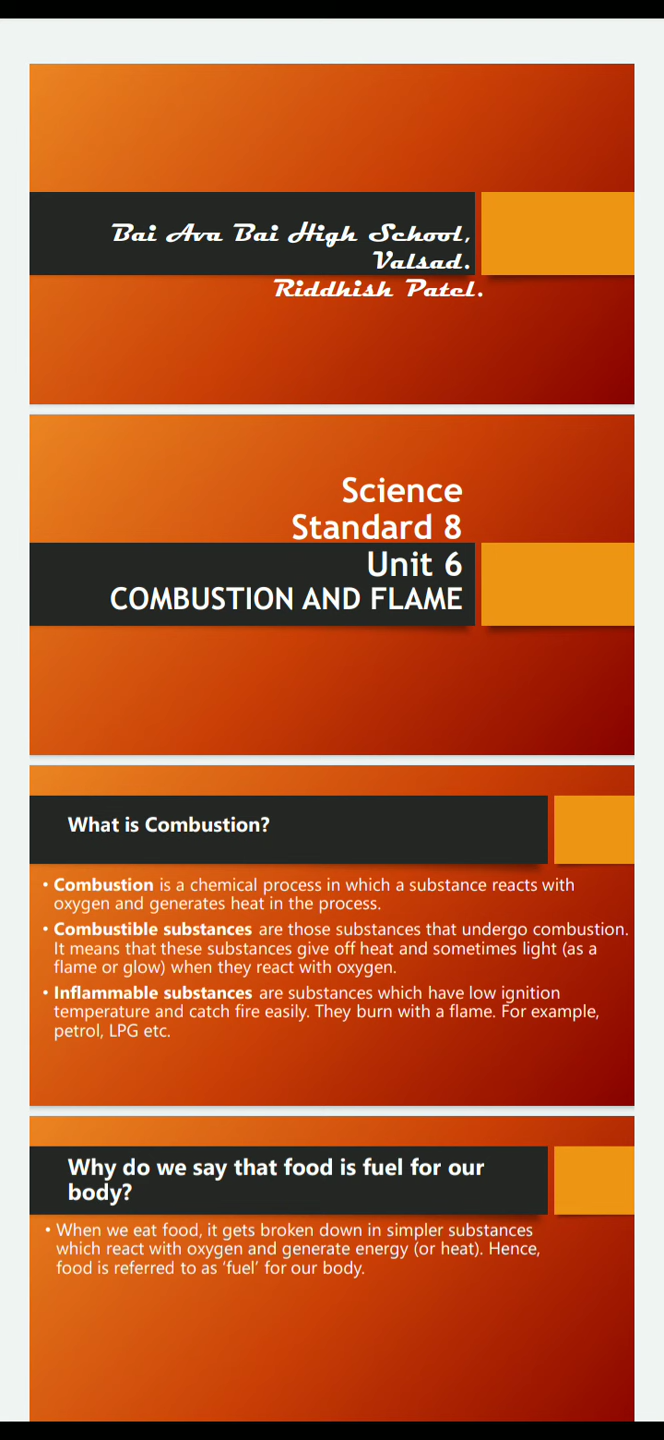 Bai Ava Bai High School,
Valsad.
Riddhish Patel.
Science
Standard 8
Unit 6
COMBUSTION AND FLAME
What is Combustion?
• Combustion is a chemical process in which a substance reacts with
oxygen and generates heat in the process.
• Combustible substances are those substances that undergo combustion.
It means that these substances give off heat and sometimes light (as a
flame or glow) when they react with oxygen.
• Inflammable substances are substances which have low ignition
temperature and catch fire easily. They burn with a flame. For example,
petrol, LPG etc.
Why do we say that food is fuel for our
body?
• When we eat food, it gets broken down in simpler substances
which react with oxygen and generate energy (or heat). Hence,
food is referred to as ‘fuel’ for our body.